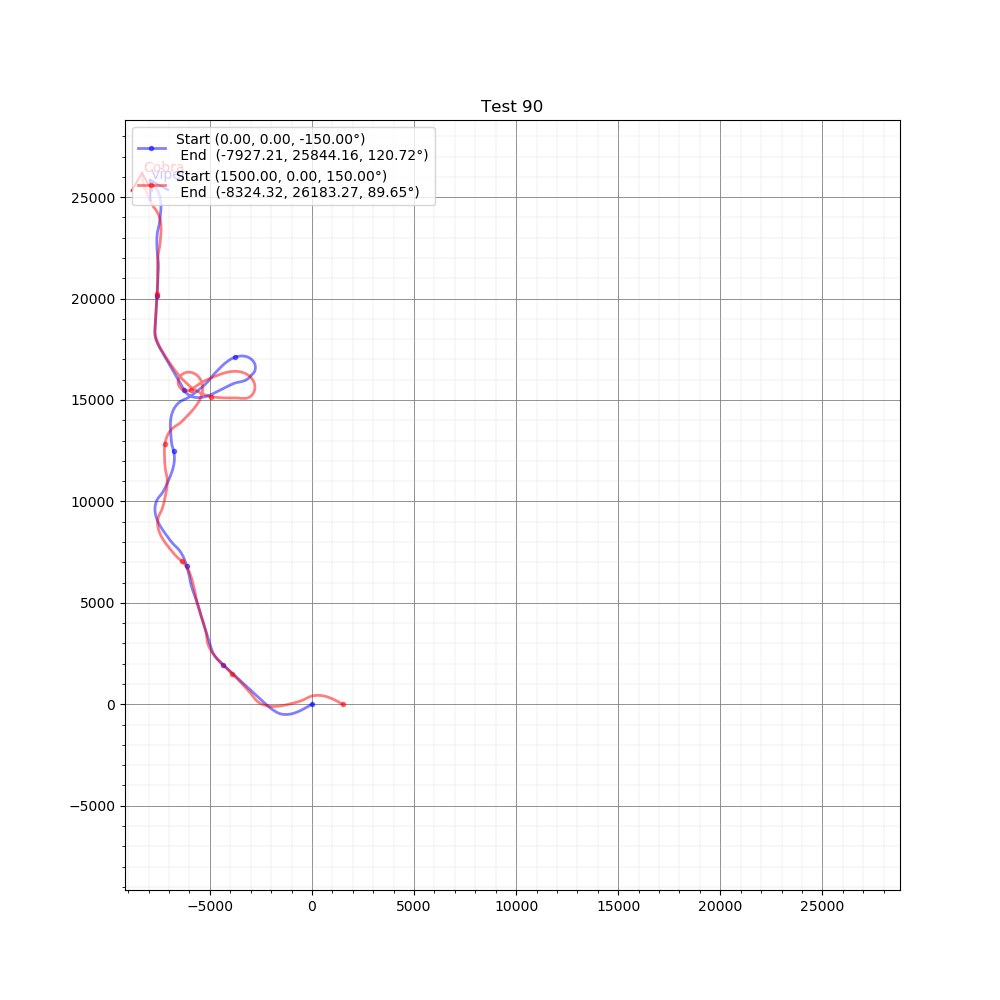 Test 90
Start (0.00, 0.00, -150.00°)
End (-7927.21, 25844.16, 120.72°)
Cobra
Start (1500.00, 0.00, 150.00°)
End (-8324.32, 26183.27, 89.65°)
25000
20000
15000
10000
5000
0
−5000
−5000 0 5000 10000 15000 20000 25000